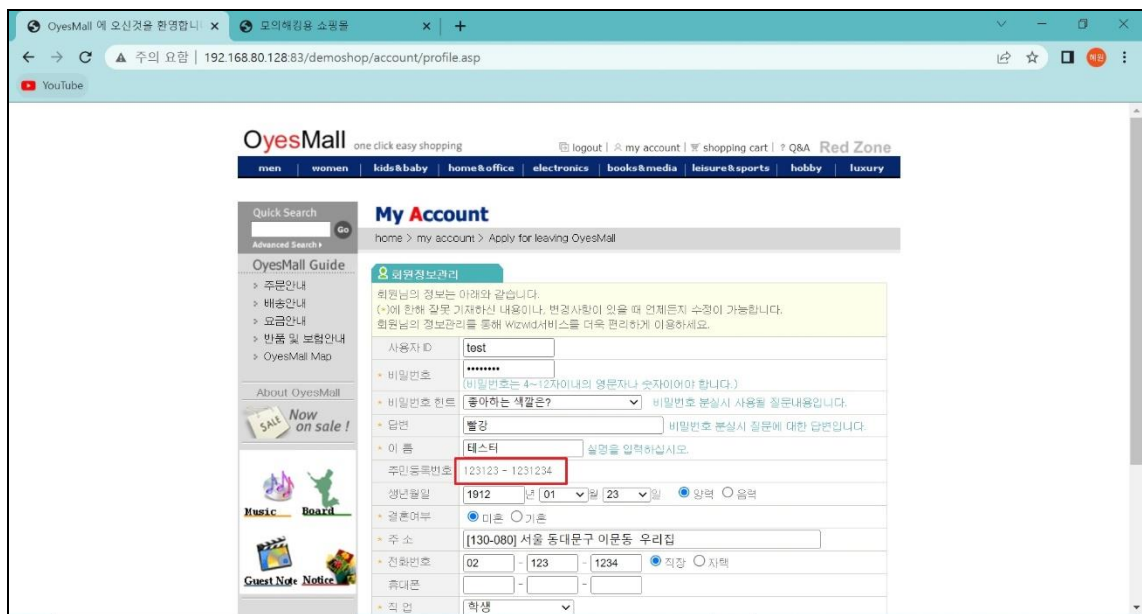 OyesMall 에 오신것을 환영합니
모의해킹용 쇼핑몰
주의 요함 | 192.168.80.128:83/demoshop/account/profile.asp
혜원
YouTube
OyesMall one click easy shopping
logout | my account | shopping cart | ? Q&A Red Zone
men | women | kids&baby | home&office | electronics | books&media | leisure&sports | hobby | luxury
Quick Search
Go
Advanced Search
OyesMall Guide
> 주문안내
> 배송안내
> 요금안내
> 반품 및 보험안내
> OyesMall Map
About OyesMall
SALE Now on sale !
Music Board
Guest Note Notice
My Account
home > my account > Apply for leaving OyesMall
회원정보관리
회원님의 정보는 아래와 같습니다.
(*)에 한해 잘못 기재하신 내용이나, 변경사항이 있을 때 언제든지 수정이 가능합니다.
회원님의 정보관리를 통해 Wizwid서비스를 더욱 편리하게 이용하세요.
사용자 ID test
비밀번호 ••••••••
(비밀번호는 4~12자이내의 영문자나 숫자이어야 합니다.)
비밀번호 힌트 좋아하는 색깔은? 비밀번호 분실시 사용될 질문내용입니다.
답변 빨강 비밀번호 분실시 질문에 대한 답변입니다.
이 름 테스터 실명을 입력하십시오.
주민등록번호 123123 - 1231234
생년월일 1912 년 01 월 23 일 양력 음력
결혼여부 미혼 기혼
주 소 [130-080] 서울 동대문구 이문동 우리집
전화번호 02 - 123 - 1234 직장 자택
휴대폰 - -
직 업 학생